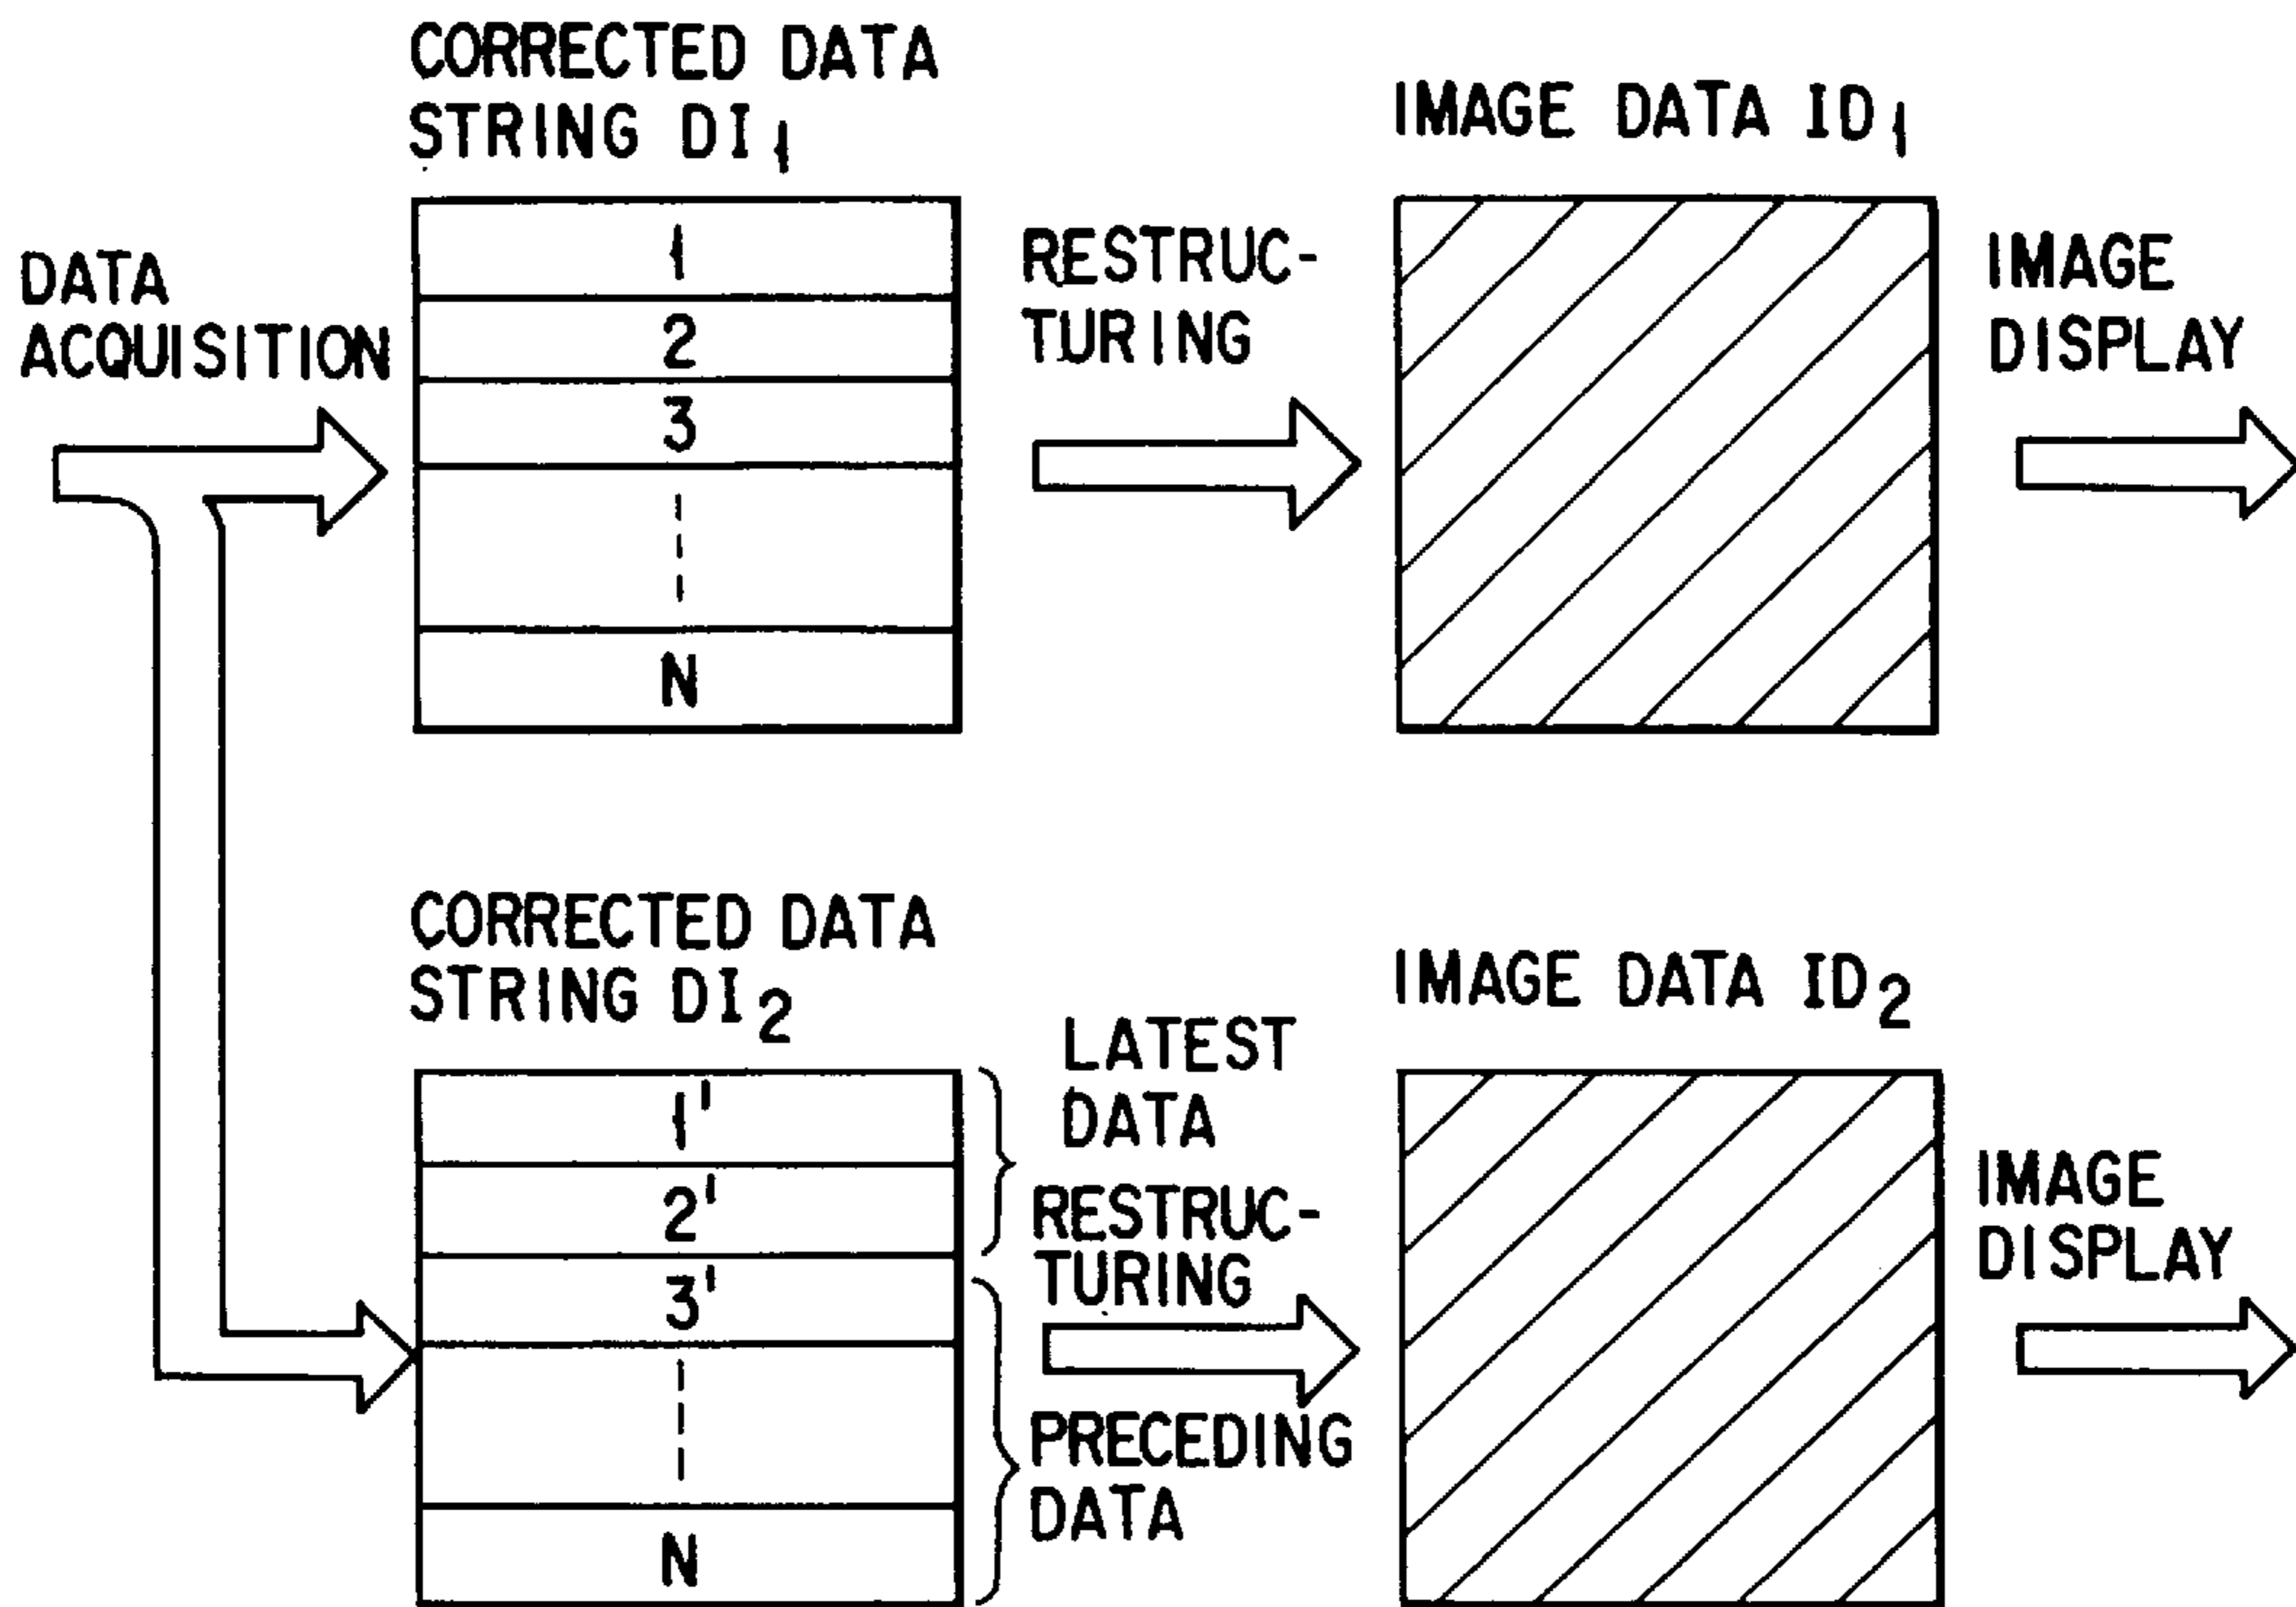 DATA
ACQUISITION
CORRECTED DATA
STRING DI₁
1
2
3
N
RESTRUC-
TURING
IMAGE DATA ID₁
IMAGE
DISPLAY
CORRECTED DATA
STRING DI₂
1'
2'
3'
N
LATEST
DATA
RESTRUC-
TURING
PRECEDING
DATA
IMAGE DATA ID₂
IMAGE
DISPLAY